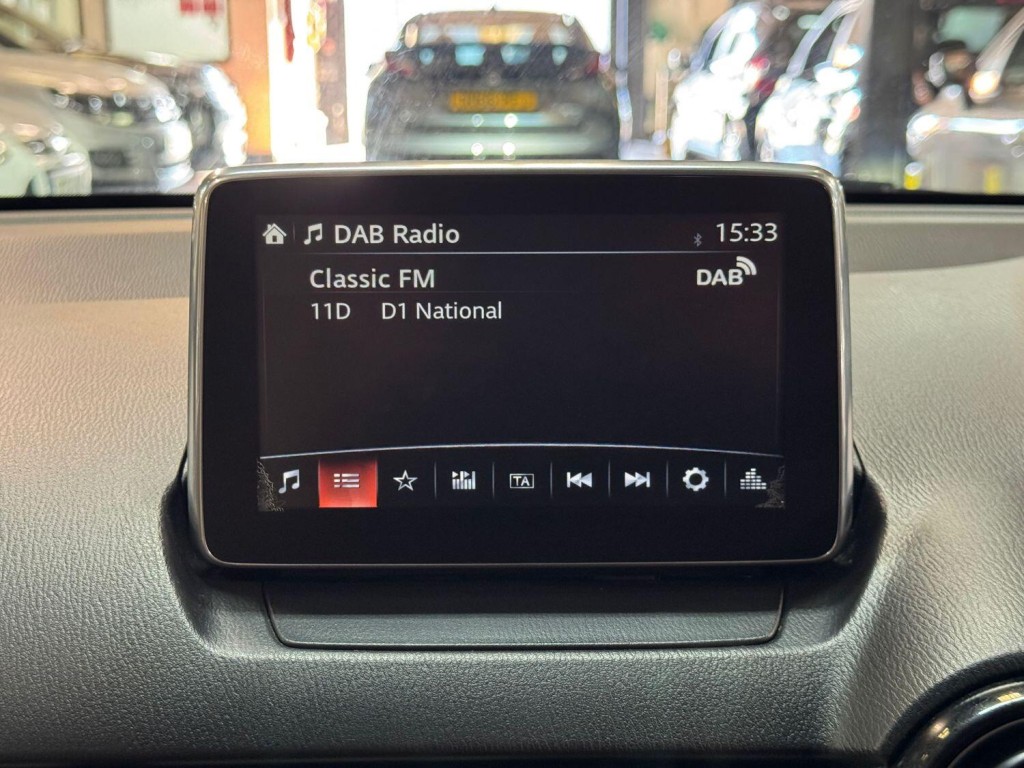 DAB Radio 15:33
Classic FM DAB
11D D1 National
TA